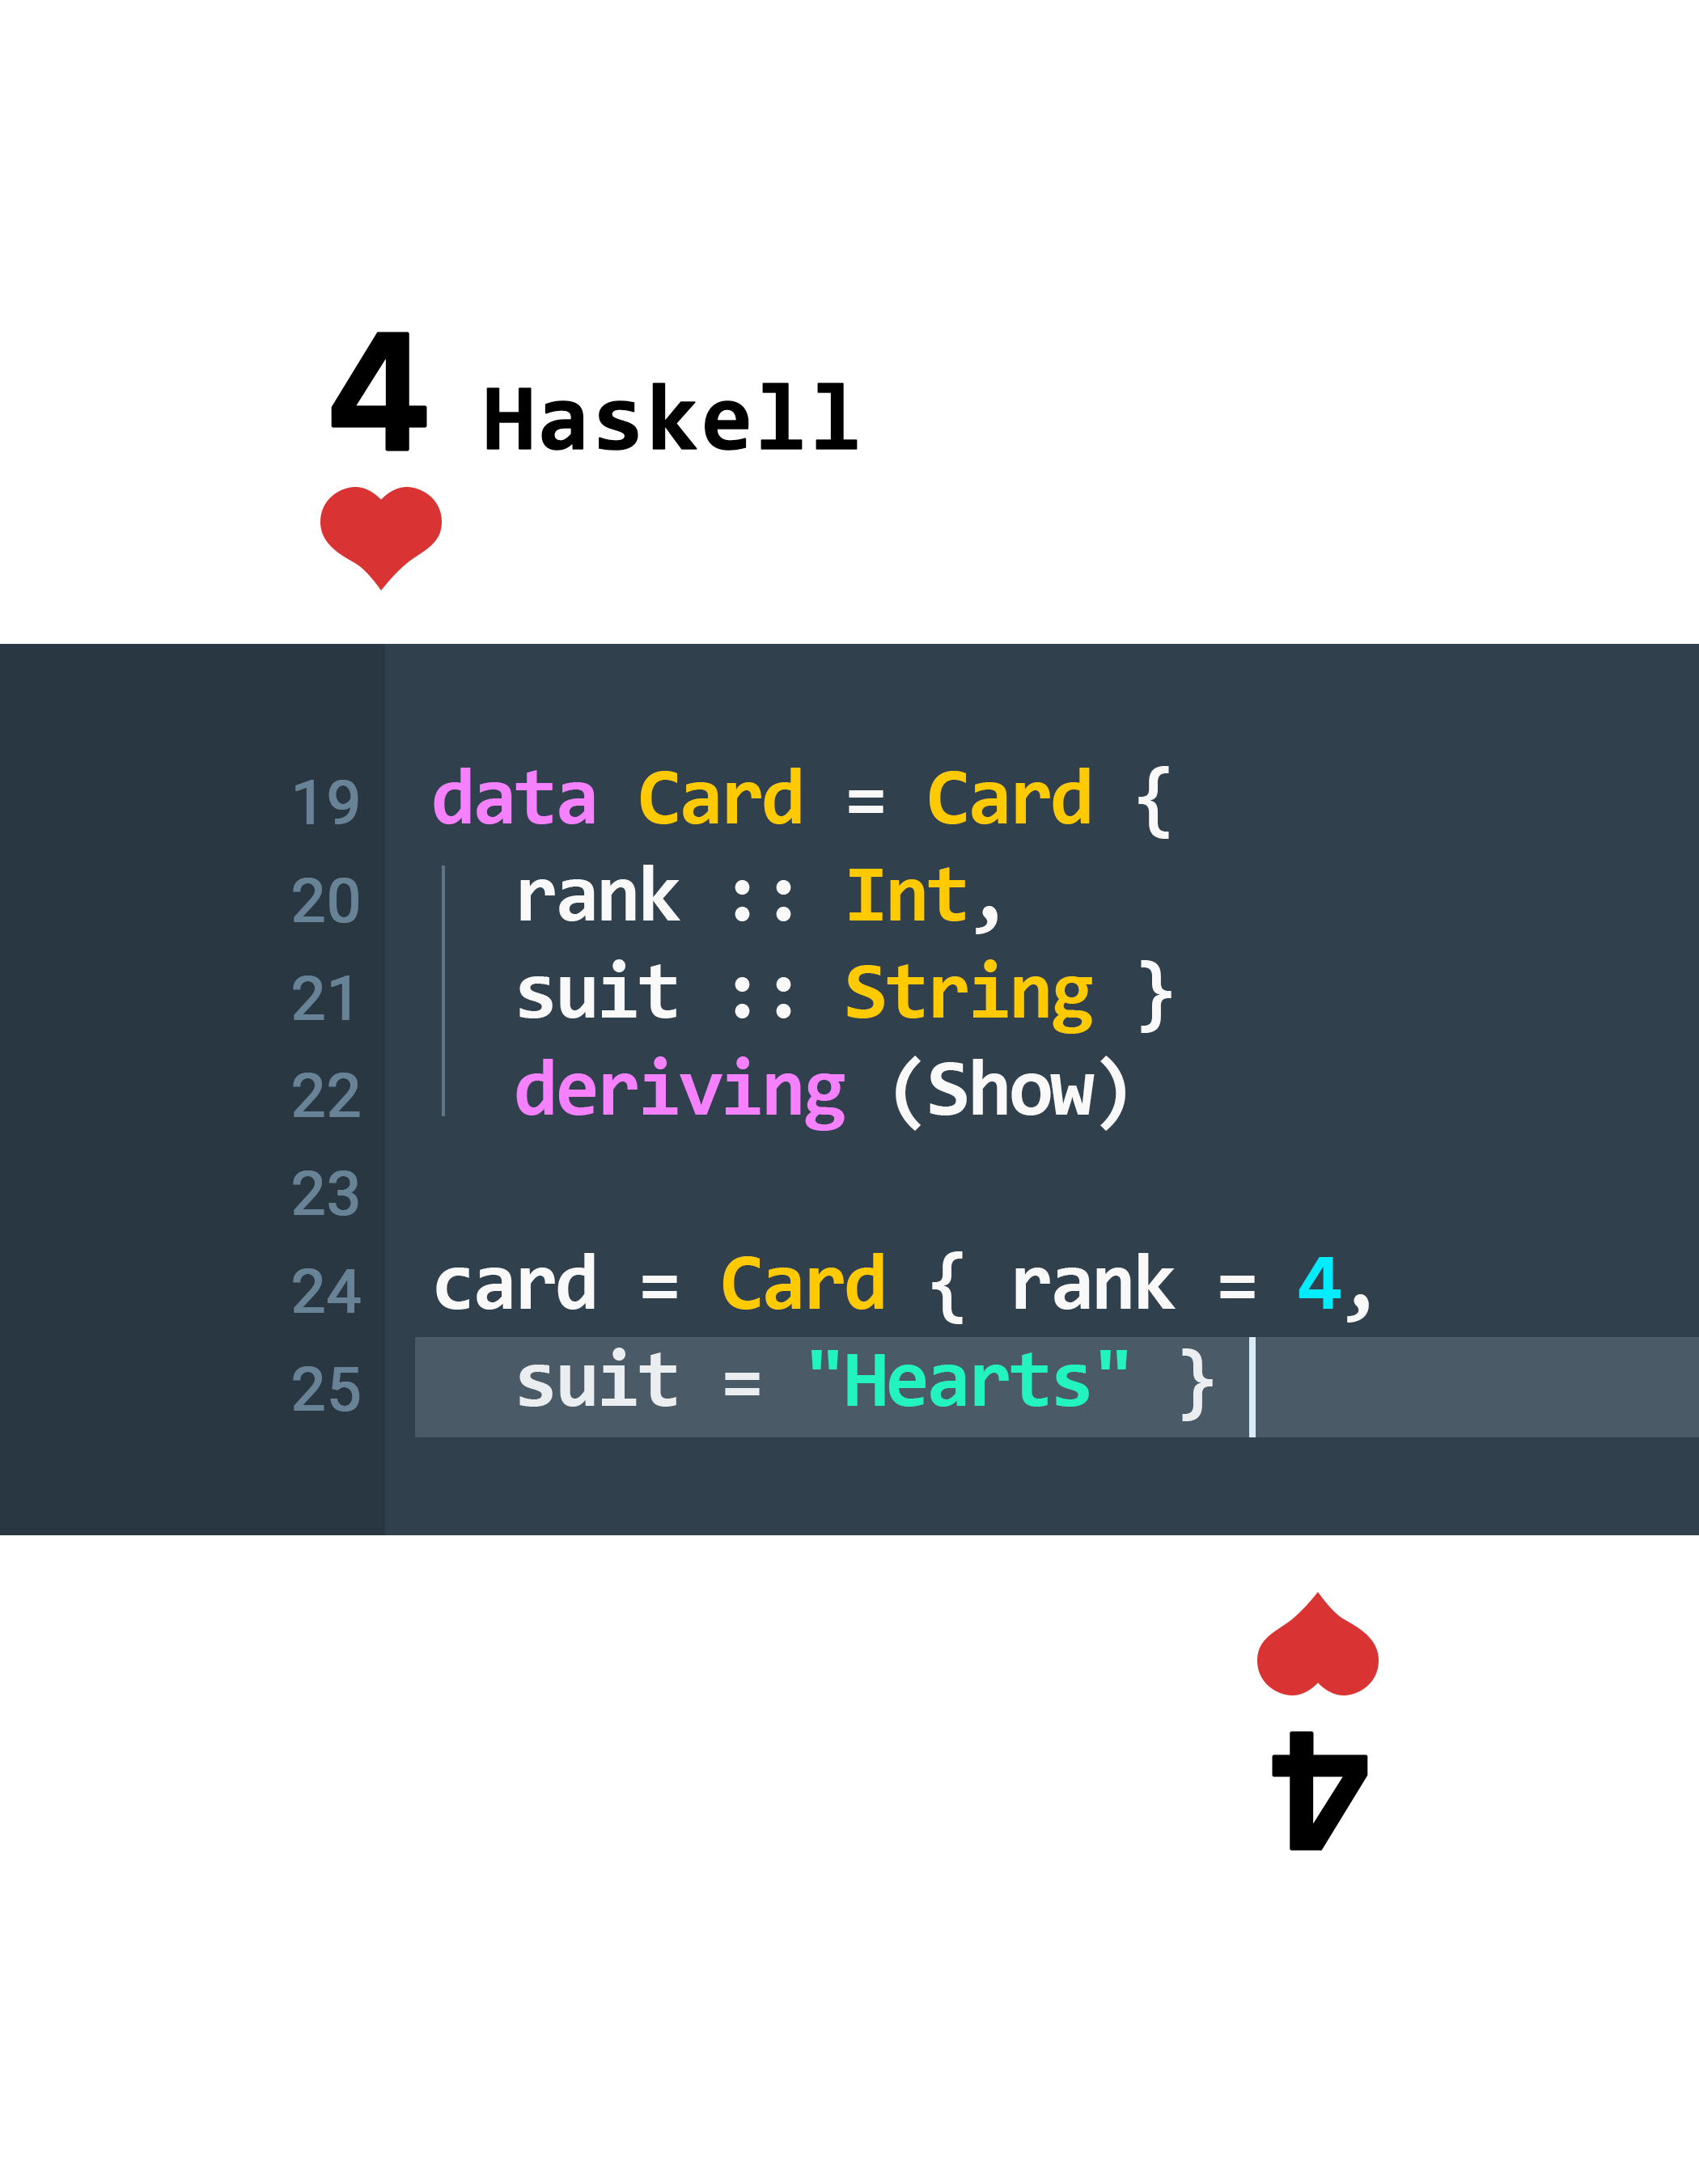 4 Haskell
19 data Card = Card {
20   rank :: Int,
21   suit :: String }
22   deriving (Show)
23
24 card = Card { rank = 4,
25   suit = "Hearts" }
4